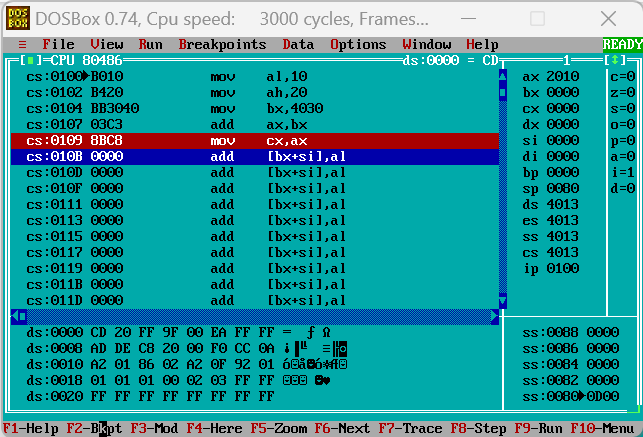 DOSBox 0.74, Cpu speed: 3000 cycles, Frames...
≡ File View Run Breakpoints Data Options Window Help READY
[■]=CPU 80486 ds:0000 = CD 1 [↕]
cs:0100►B010 mov al,10 ax 2010 c=0
cs:0102 B420 mov ah,20 bx 0000 z=0
cs:0104 BB3040 mov bx,4030 cx 0000 s=0
cs:0107 03C3 add ax,bx dx 0000 o=0
cs:0109 8BC8 mov cx,ax si 0000 p=0
cs:010B 0000 add [bx+si],al di 0000 a=0
cs:010D 0000 add [bx+si],al bp 0000 i=1
cs:010F 0000 add [bx+si],al sp 0080 d=0
cs:0111 0000 add [bx+si],al ds 4013
cs:0113 0000 add [bx+si],al es 4013
cs:0115 0000 add [bx+si],al ss 4013
cs:0117 0000 add [bx+si],al cs 4013
cs:0119 0000 add [bx+si],al ip 0100
cs:011B 0000 add [bx+si],al
cs:011D 0000 add [bx+si],al
ds:0000 CD 20 FF 9F 00 EA FF FF = ƒ Ω ss:0088 0000
ds:0008 AD DE C8 20 00 F0 CC 0A ¡▐╚ ≡╠◙ ss:0086 0000
ds:0010 A2 01 86 02 A2 0F 92 01 ó☺å☻ó☼Æ☺ ss:0084 0000
ds:0018 01 01 01 00 02 03 FF FF ☺☺☺ ☻♥ ss:0082 0000
ds:0020 FF FF FF FF FF FF FF FF ss:0080►0D00
F1-Help F2-Bkpt F3-Mod F4-Here F5-Zoom F6-Next F7-Trace F8-Step F9-Run F10-Menu